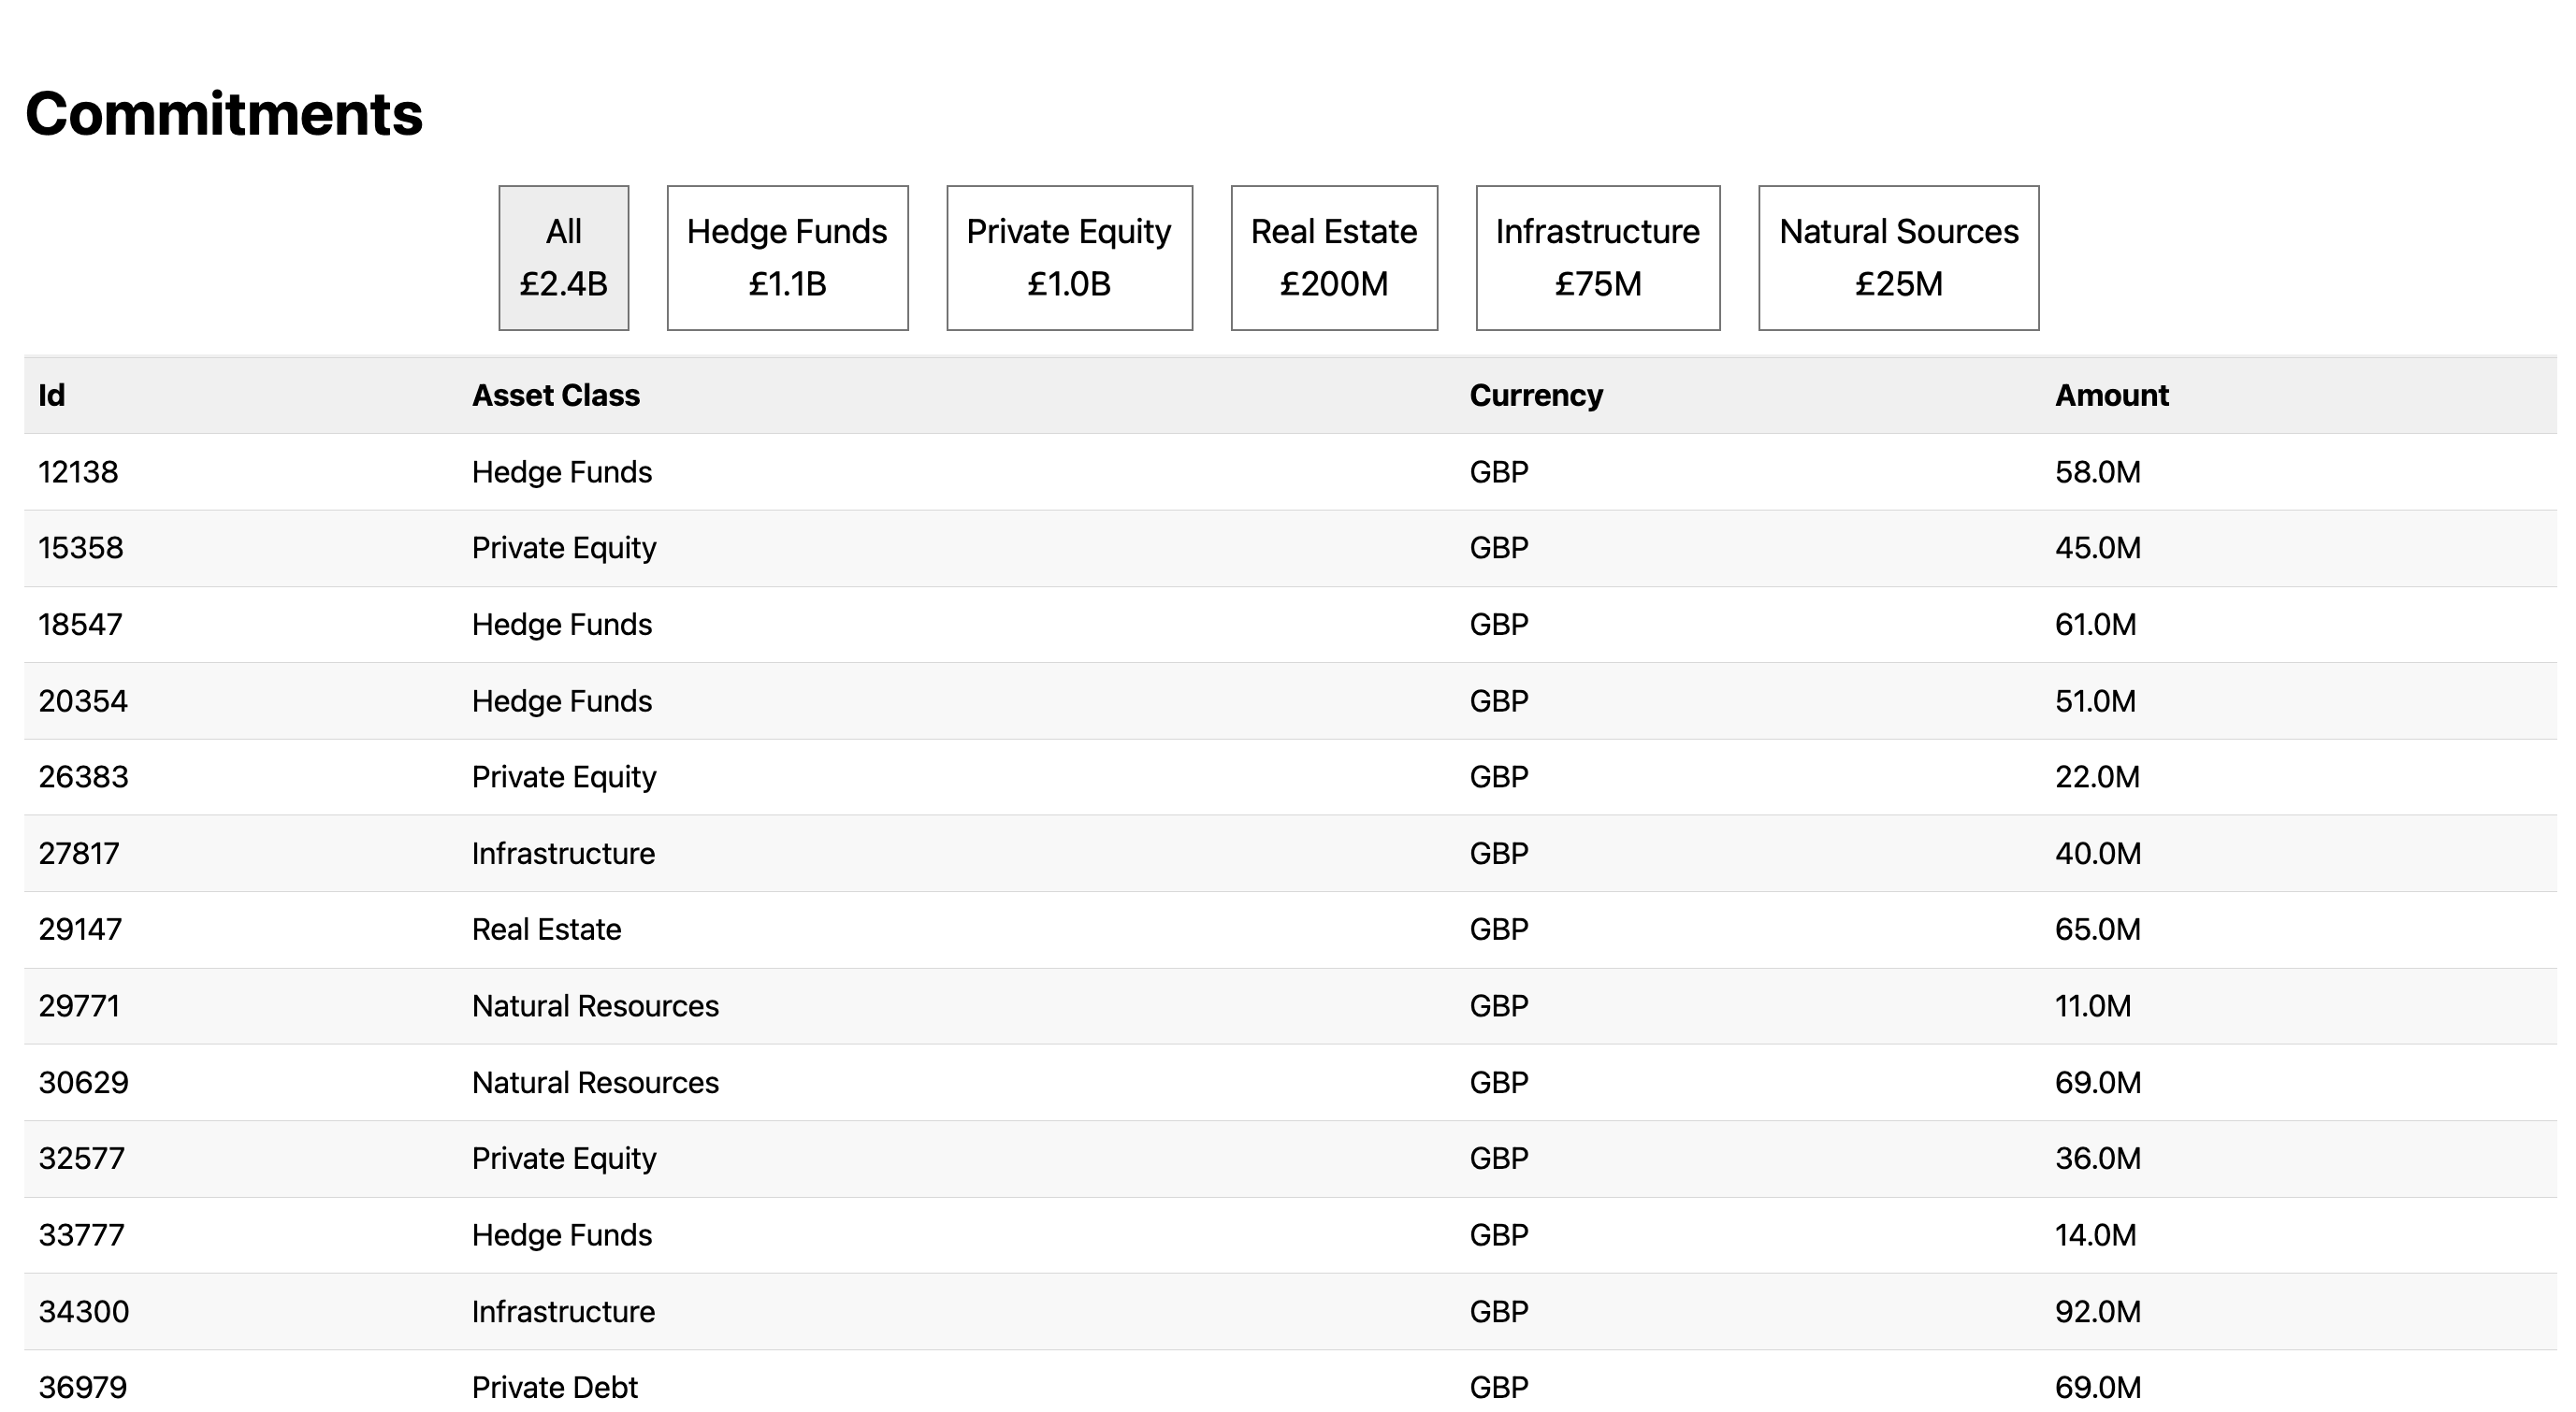 Commitments
All Hedge Funds Private Equity Real Estate Infrastructure Natural Sources
£2.4B £1.1B £1.0B £200M £75M £25M
Id Asset Class Currency Amount
12138 Hedge Funds GBP 58.0M
15358 Private Equity GBP 45.0M
18547 Hedge Funds GBP 61.0M
20354 Hedge Funds GBP 51.0M
26383 Private Equity GBP 22.0M
27817 Infrastructure GBP 40.0M
29147 Real Estate GBP 65.0M
29771 Natural Resources GBP 11.0M
30629 Natural Resources GBP 69.0M
32577 Private Equity GBP 36.0M
33777 Hedge Funds GBP 14.0M
34300 Infrastructure GBP 92.0M
36979 Private Debt GBP 69.0M